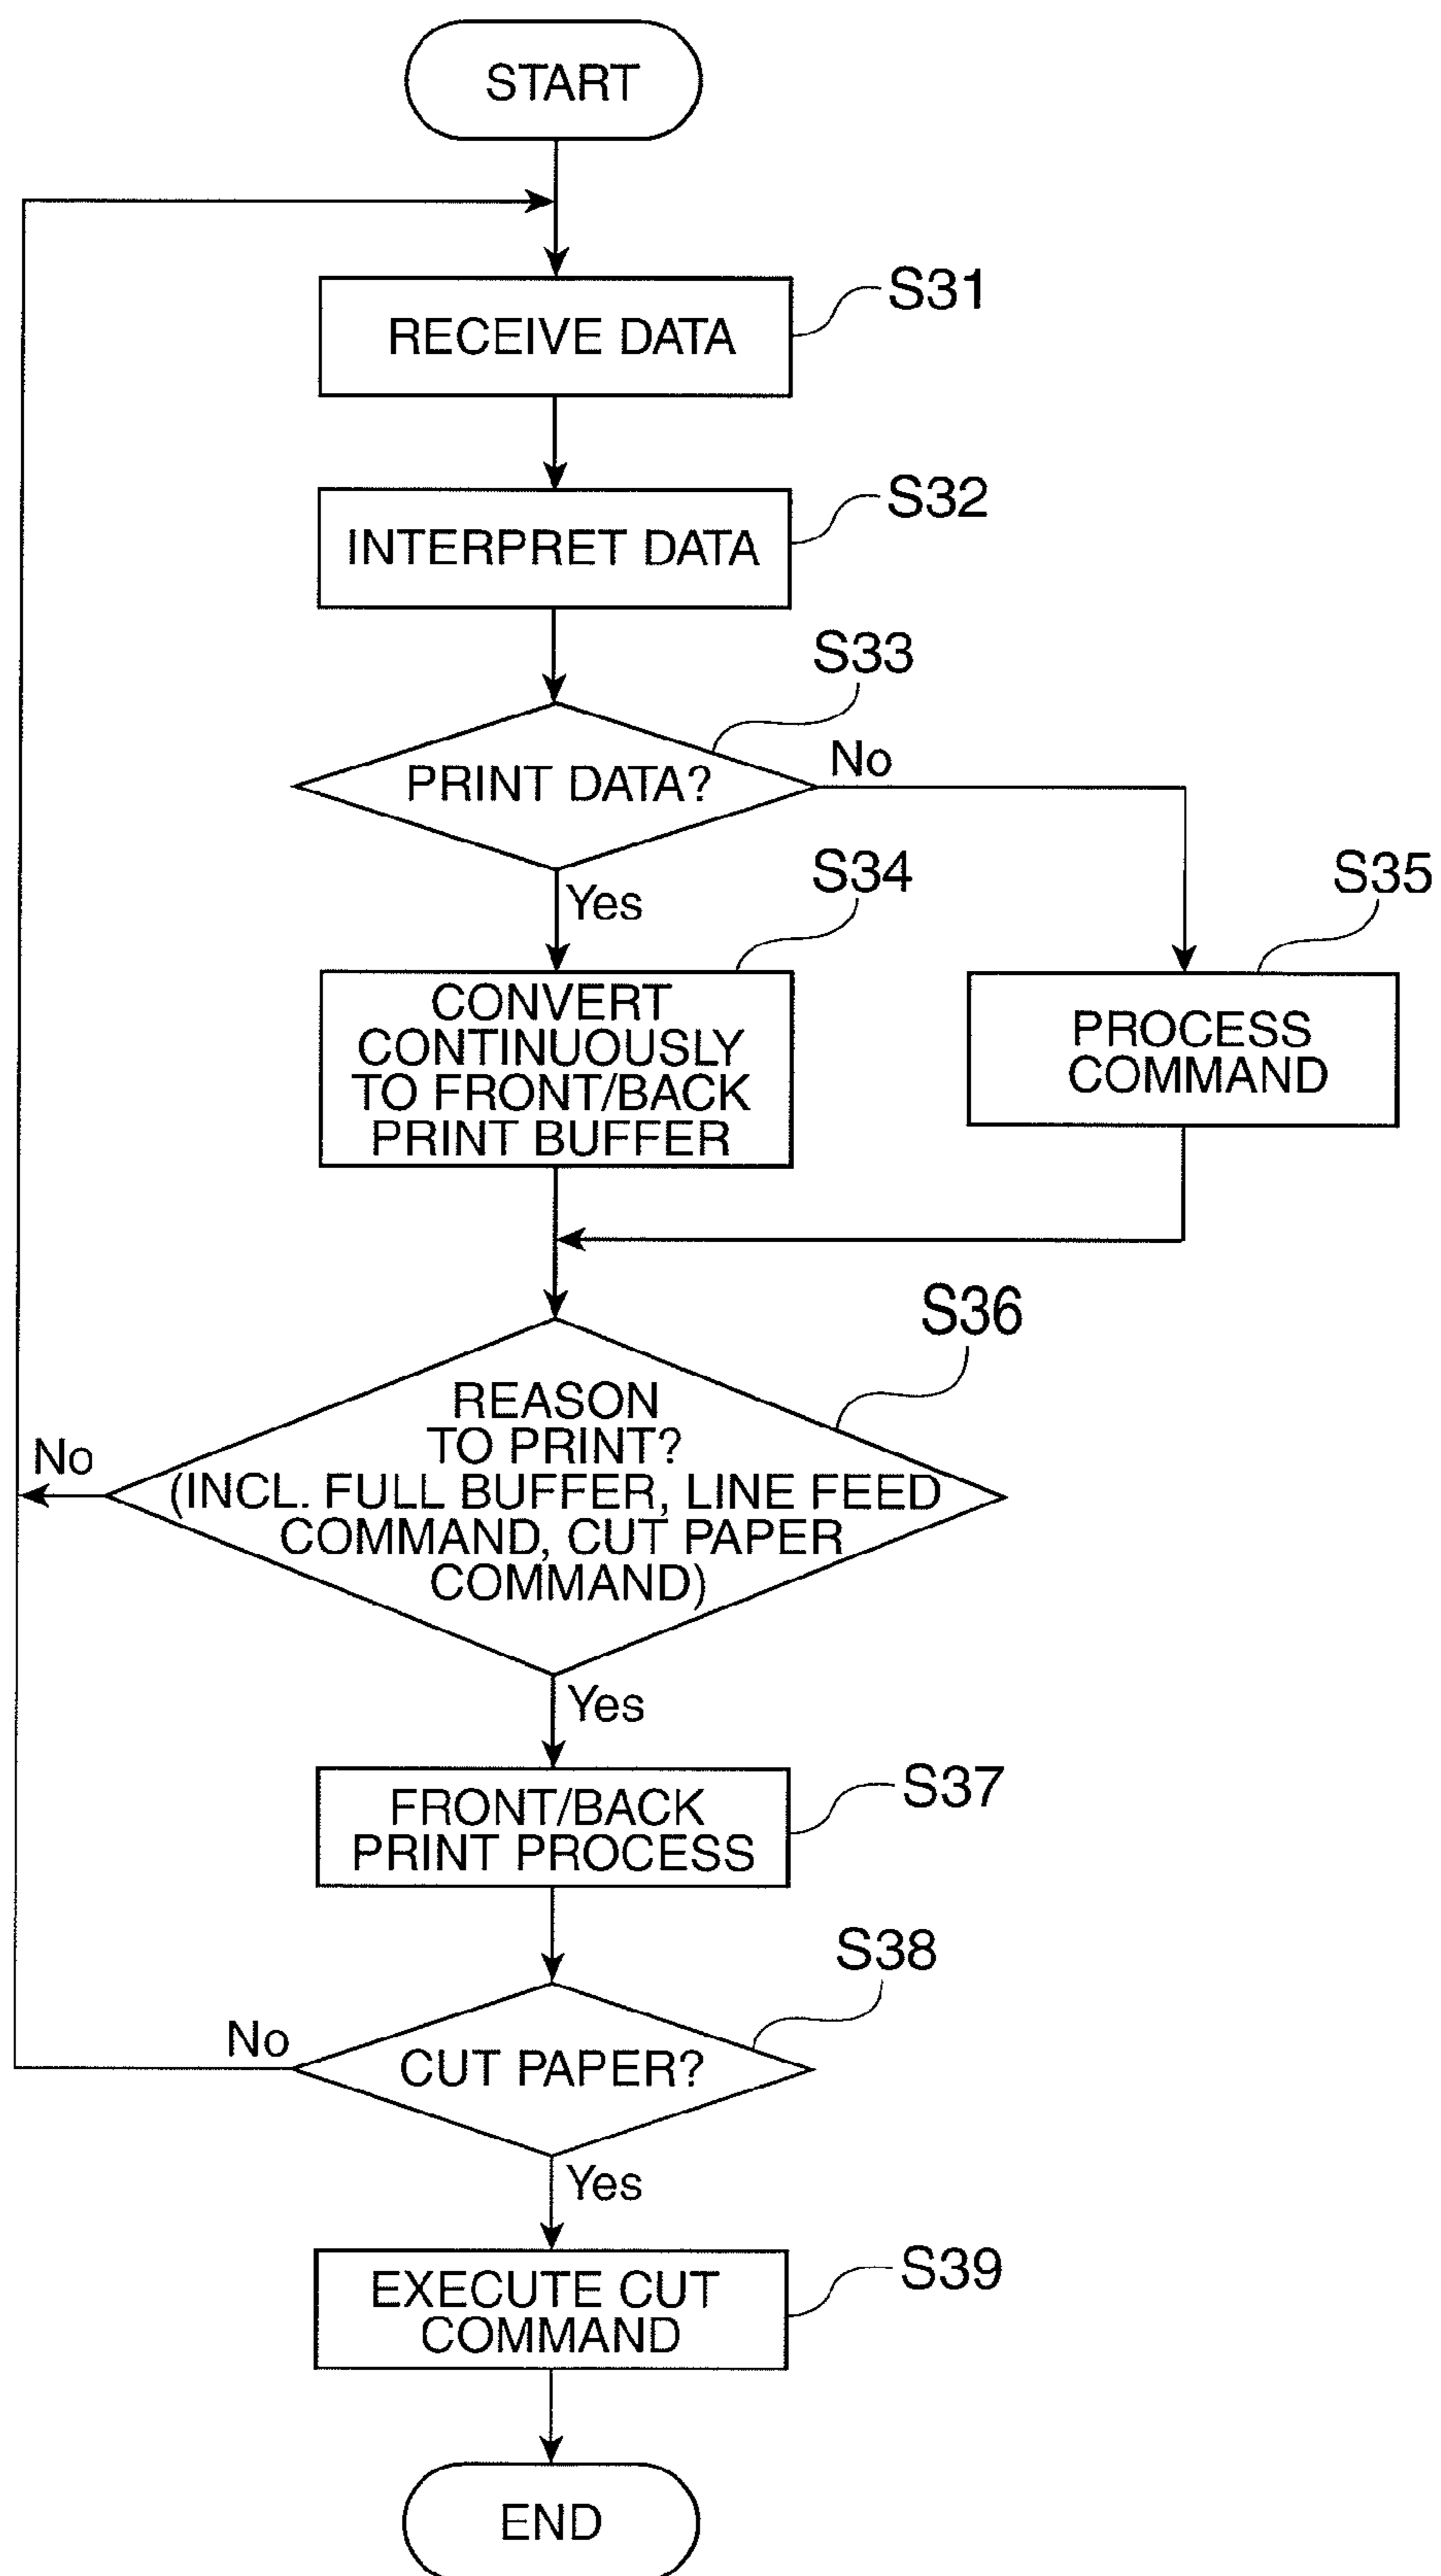 START
S31
RECEIVE DATA
S32
INTERPRET DATA
S33
PRINT DATA?
No
Yes
S34
S35
CONVERT
CONTINUOUSLY
TO FRONT/BACK
PRINT BUFFER
PROCESS
COMMAND
S36
REASON
TO PRINT?
(INCL. FULL BUFFER, LINE FEED
COMMAND, CUT PAPER
COMMAND)
No
Yes
S37
FRONT/BACK
PRINT PROCESS
S38
CUT PAPER?
No
Yes
S39
EXECUTE CUT
COMMAND
END